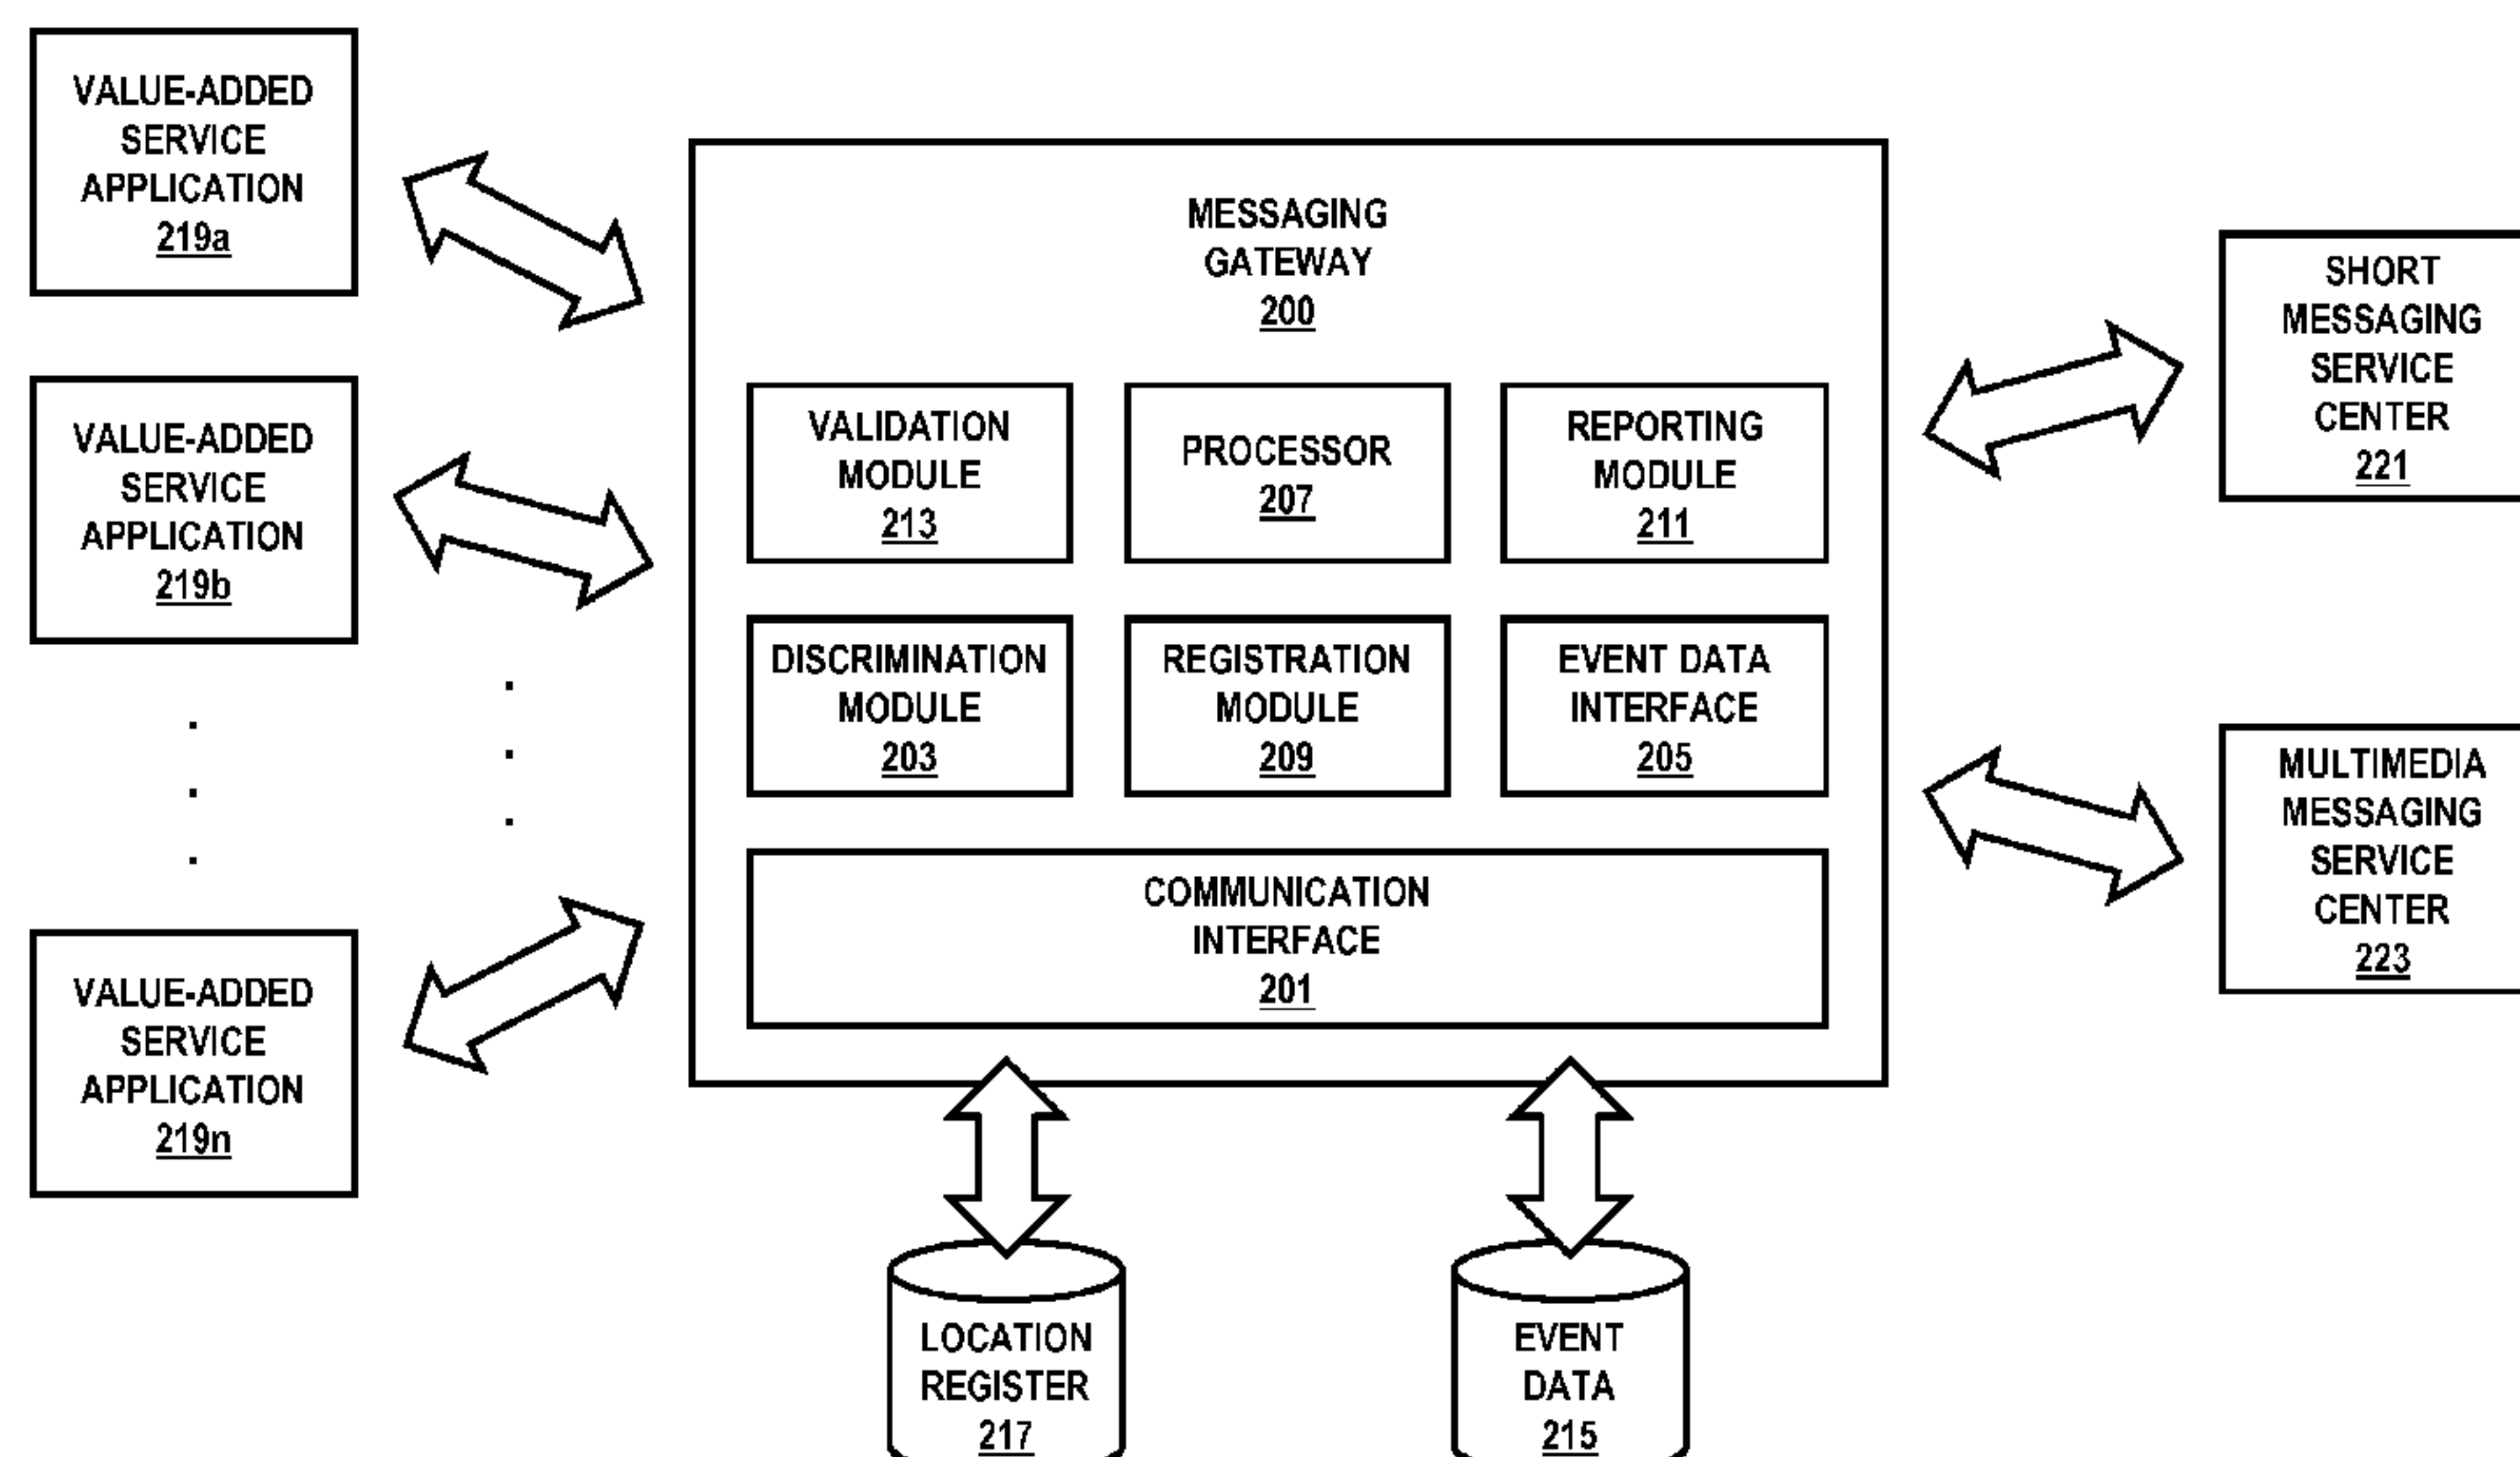 VALUE-ADDED
SERVICE
APPLICATION
219a
VALUE-ADDED
SERVICE
APPLICATION
219b
VALUE-ADDED
SERVICE
APPLICATION
219n
MESSAGING
GATEWAY
200
VALIDATION
MODULE
213
PROCESSOR
207
REPORTING
MODULE
211
DISCRIMINATION
MODULE
203
REGISTRATION
MODULE
209
EVENT DATA
INTERFACE
205
COMMUNICATION
INTERFACE
201
SHORT
MESSAGING
SERVICE
CENTER
221
MULTIMEDIA
MESSAGING
SERVICE
CENTER
223
LOCATION
REGISTER
217
EVENT
DATA
215